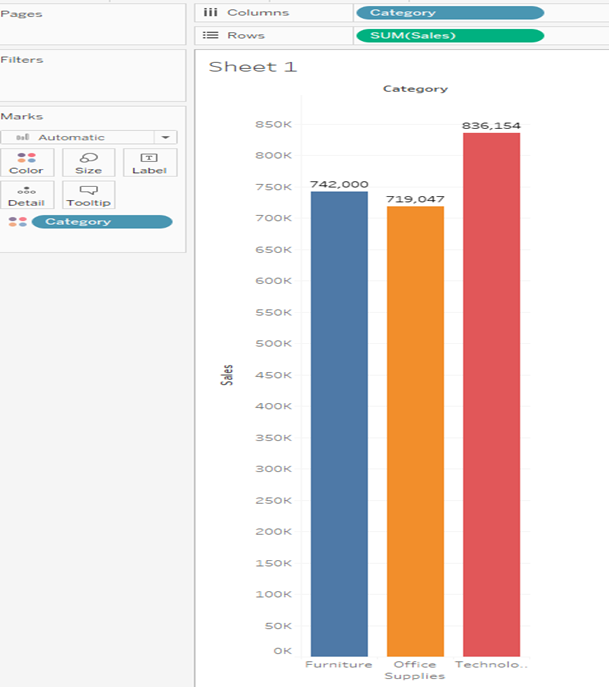 Pages
Columns
Category
Rows
SUM(Sales)
Filters
Marks
Automatic
Color
Size
Label
Detail
Tooltip
Category
Sheet 1
Category
850K
836,154
800K
750K
742,000
719,047
700K
650K
600K
550K
500K
450K
400K
350K
300K
250K
200K
150K
100K
50K
0K
Sales
Furniture
Office
Supplies
Technolo..